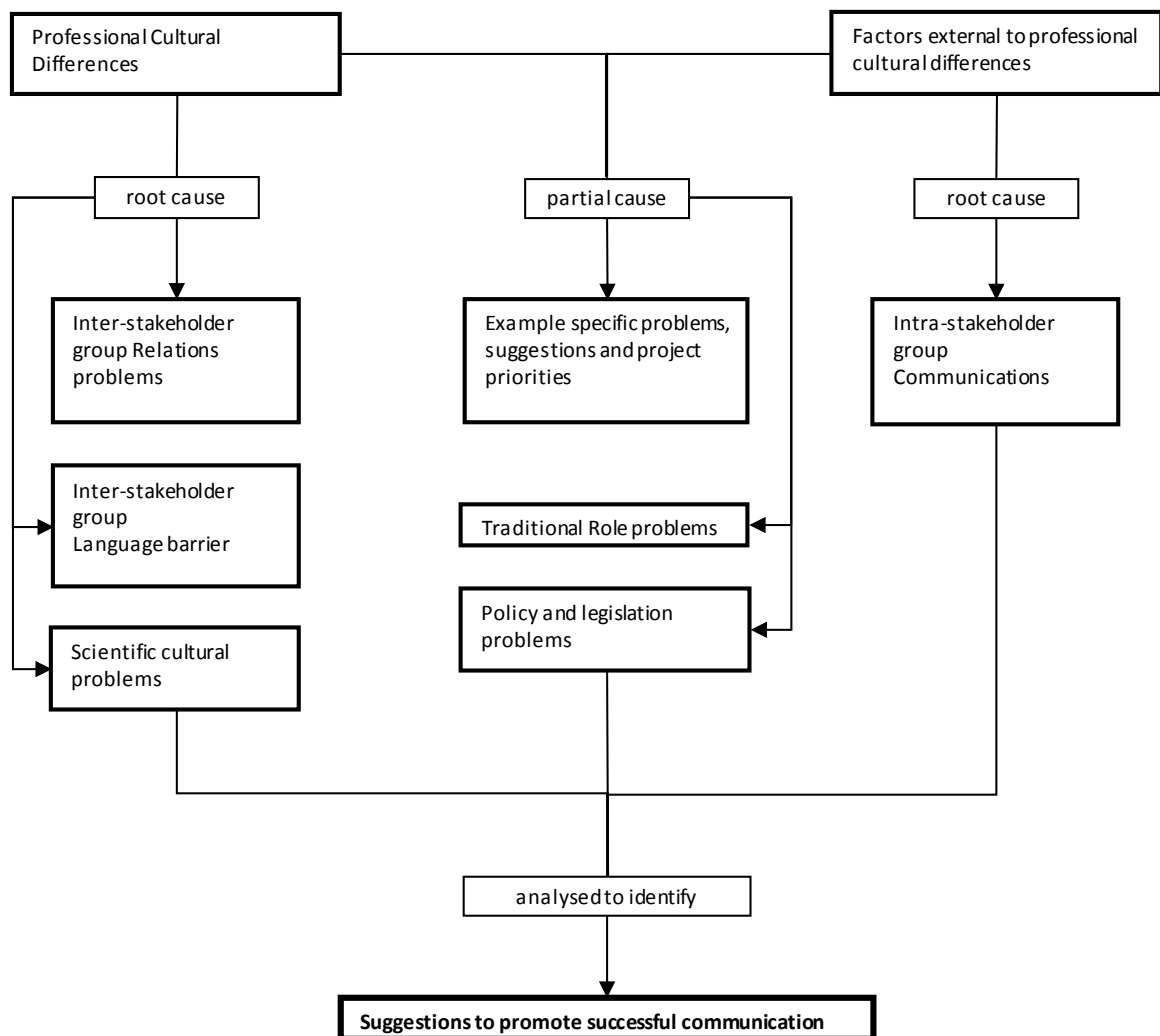 Professional Cultural
Differences
Factors external to professional
cultural differences
root cause
partial cause
root cause
Inter-stakeholder
group Relations
problems
Example specific problems,
suggestions and project
priorities
Intra-stakeholder
group
Communications
Inter-stakeholder
group
Language barrier
Traditional Role problems
Policy and legislation
problems
Scientific cultural
problems
analysed to identify
Suggestions to promote successful communication